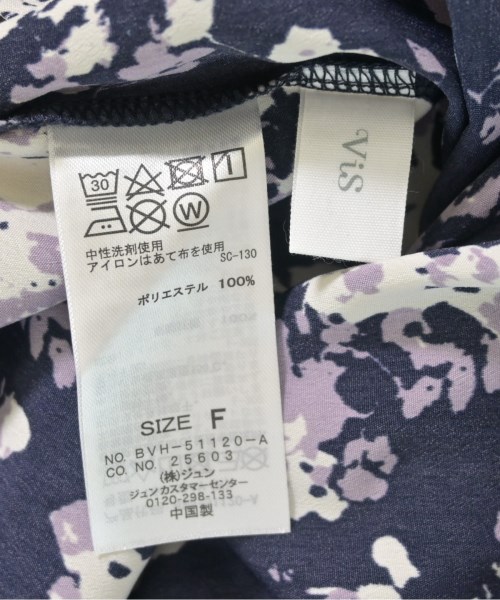 ViS
30
W
中性洗剤使用
アイロンはあて布を使用 SC-130
ポリエステル 100%
SIZE F
NO. BVH-51120-A
CO. NO. 25603
(株)ジュン
ジュンカスタマーセンター
0120-298-133
中国製